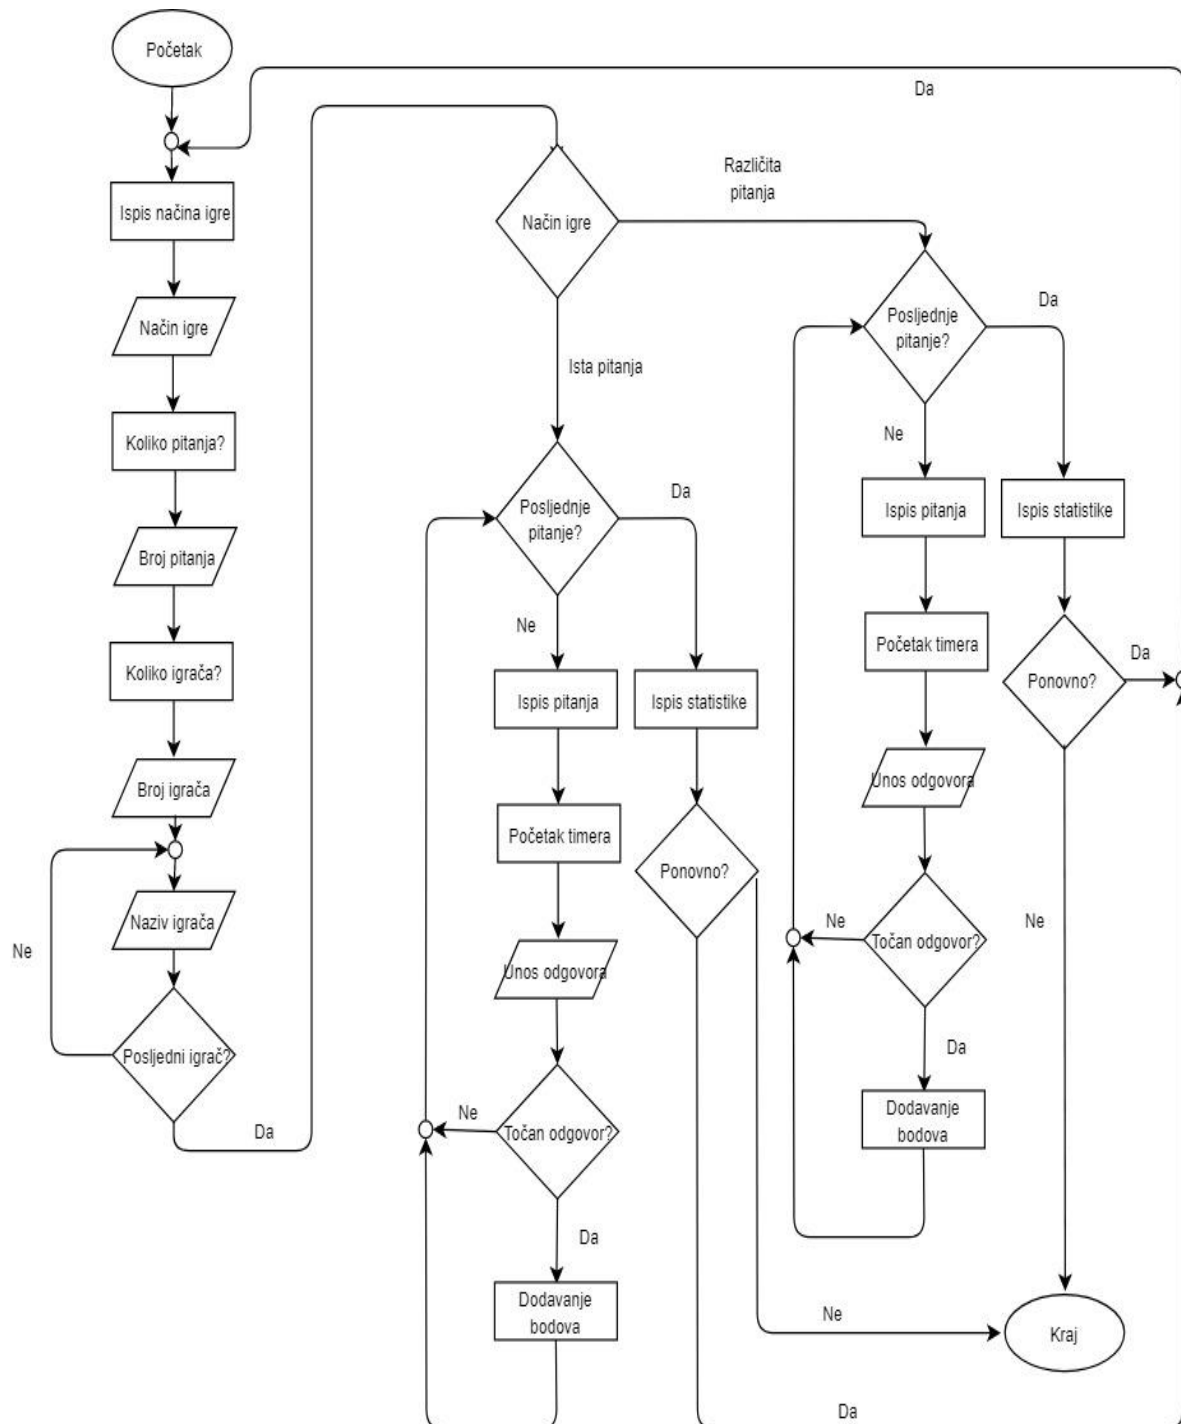 Početak
Ispis načina igre
Način igre
Koliko pitanja?
Broj pitanja
Koliko igrača?
Broj igrača
Naziv igrača
Ne
Posljedni igrač?
Da
Način igre
Različita
pitanja
Da
Ista pitanja
Posljednje
pitanje?
Da
Ne
Ispis pitanja
Ispis statistike
Početak timera
Ponovno?
Unos odgovora
Ne
Točan odgovor?
Da
Dodavanje
bodova
Ne
Da
Posljednje
pitanje?
Da
Ne
Ispis pitanja
Ispis statistike
Početak timera
Ponovno?
Da
Unos odgovora
Ne
Ne
Točan odgovor?
Da
Dodavanje
bodova
Kraj